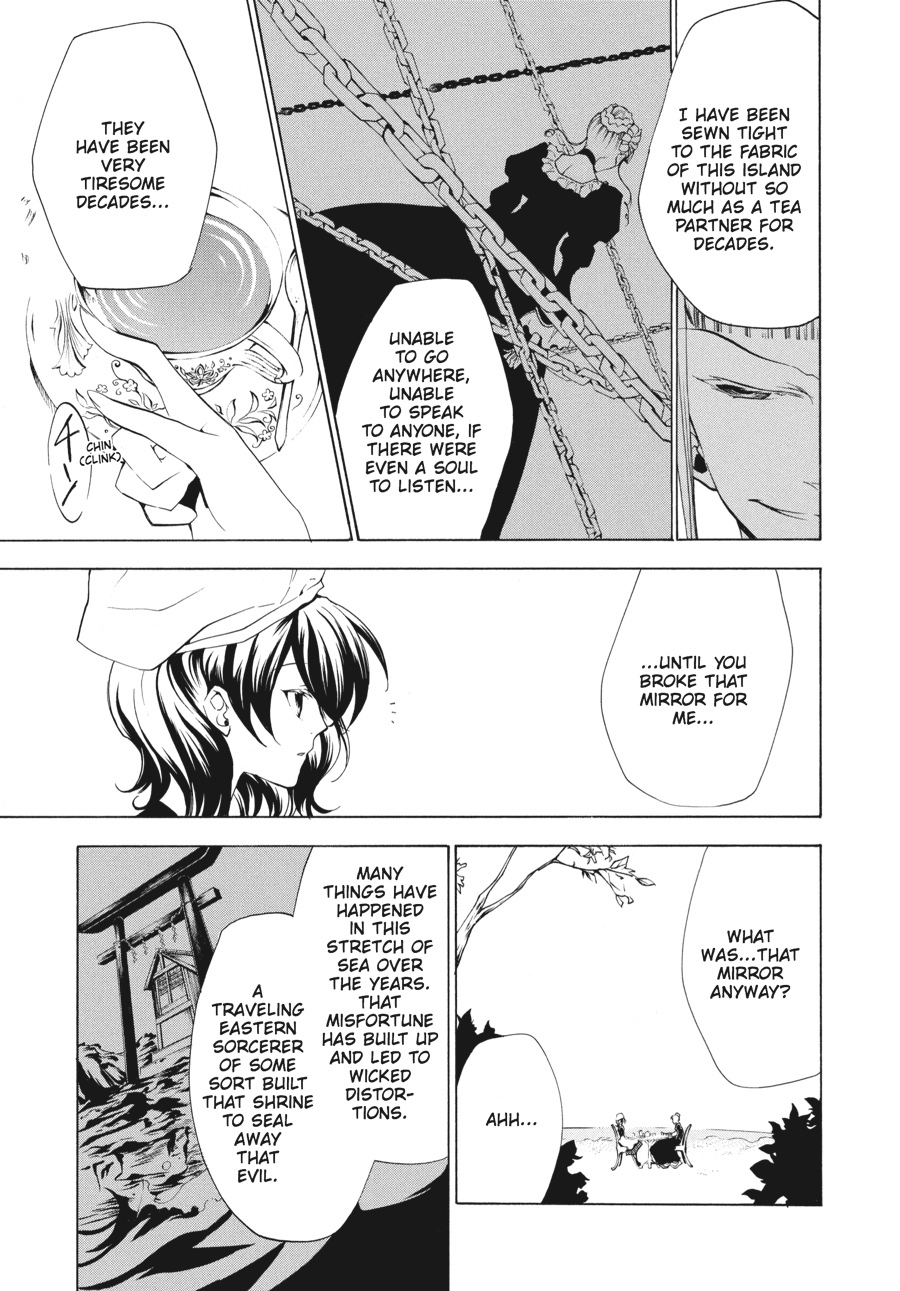 I HAVE BEEN
SEWN TIGHT
TO THE FABRIC
OF THIS ISLAND
WITHOUT SO
MUCH AS A TEA
PARTNER FOR
DECADES.
UNABLE
TO GO
ANYWHERE,
UNABLE
TO SPEAK
TO ANYONE, IF
THERE WERE
EVEN A SOUL
TO LISTEN...
THEY
HAVE BEEN
VERY
TIRESOME
DECADES...
チーン
CHIN
(CLINK)
...UNTIL YOU
BROKE THAT
MIRROR FOR
ME...
WHAT
WAS...THAT
MIRROR
ANYWAY?
AHH...
MANY
THINGS HAVE
HAPPENED
IN THIS
STRETCH OF
SEA OVER
THE YEARS.
THAT
MISFORTUNE
HAS BUILT UP
AND LED TO
WICKED
DISTOR-
TIONS.
A
TRAVELING
EASTERN
SORCERER
OF SOME
SORT BUILT
THAT SHRINE
TO SEAL
AWAY
THAT
EVIL.